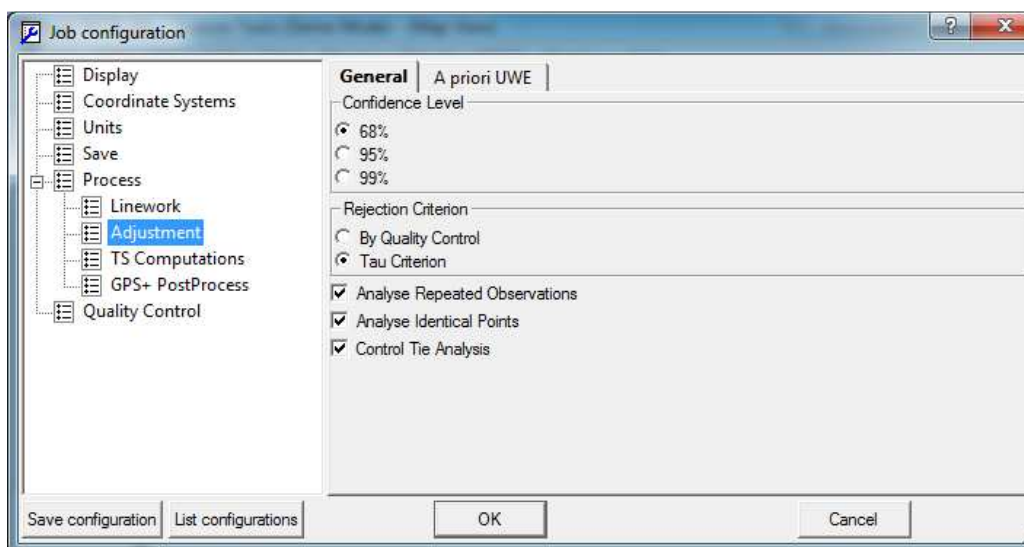 Job configuration
Display
Coordinate Systems
Units
Save
Process
Linework
Adjustment
TS Computations
GPS+ PostProcess
Quality Control
General
A priori UWE
Confidence Level
68%
95%
99%
Rejection Criterion
By Quality Control
Tau Criterion
Analyse Repeated Observations
Analyse Identical Points
Control Tie Analysis
Save configuration
List configurations
OK
Cancel